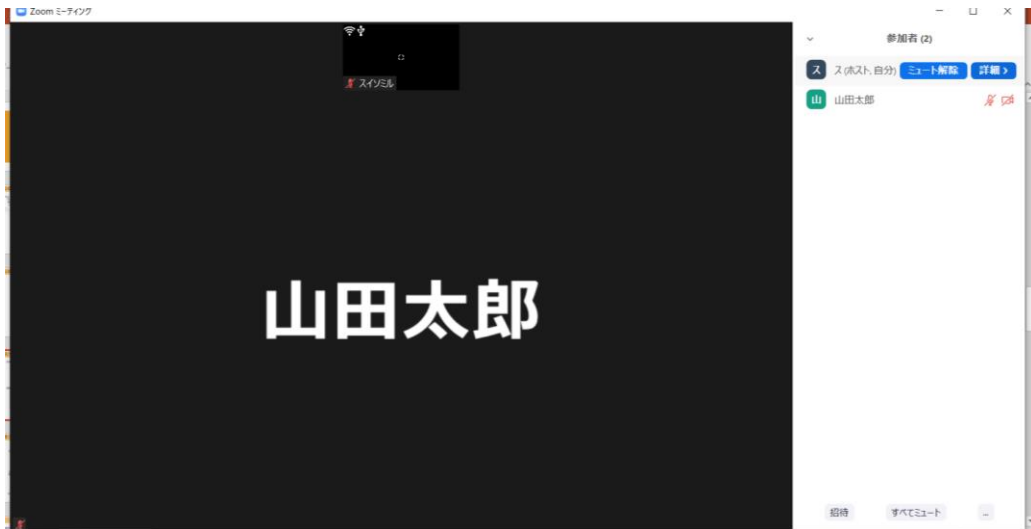 Zoom ミーティング
スイソミル
山田太郎
参加者 (2)
ス
ス (ホスト, 自分)
ミュート解除
詳細 >
山
山田太郎
招待
すべてミュート
...